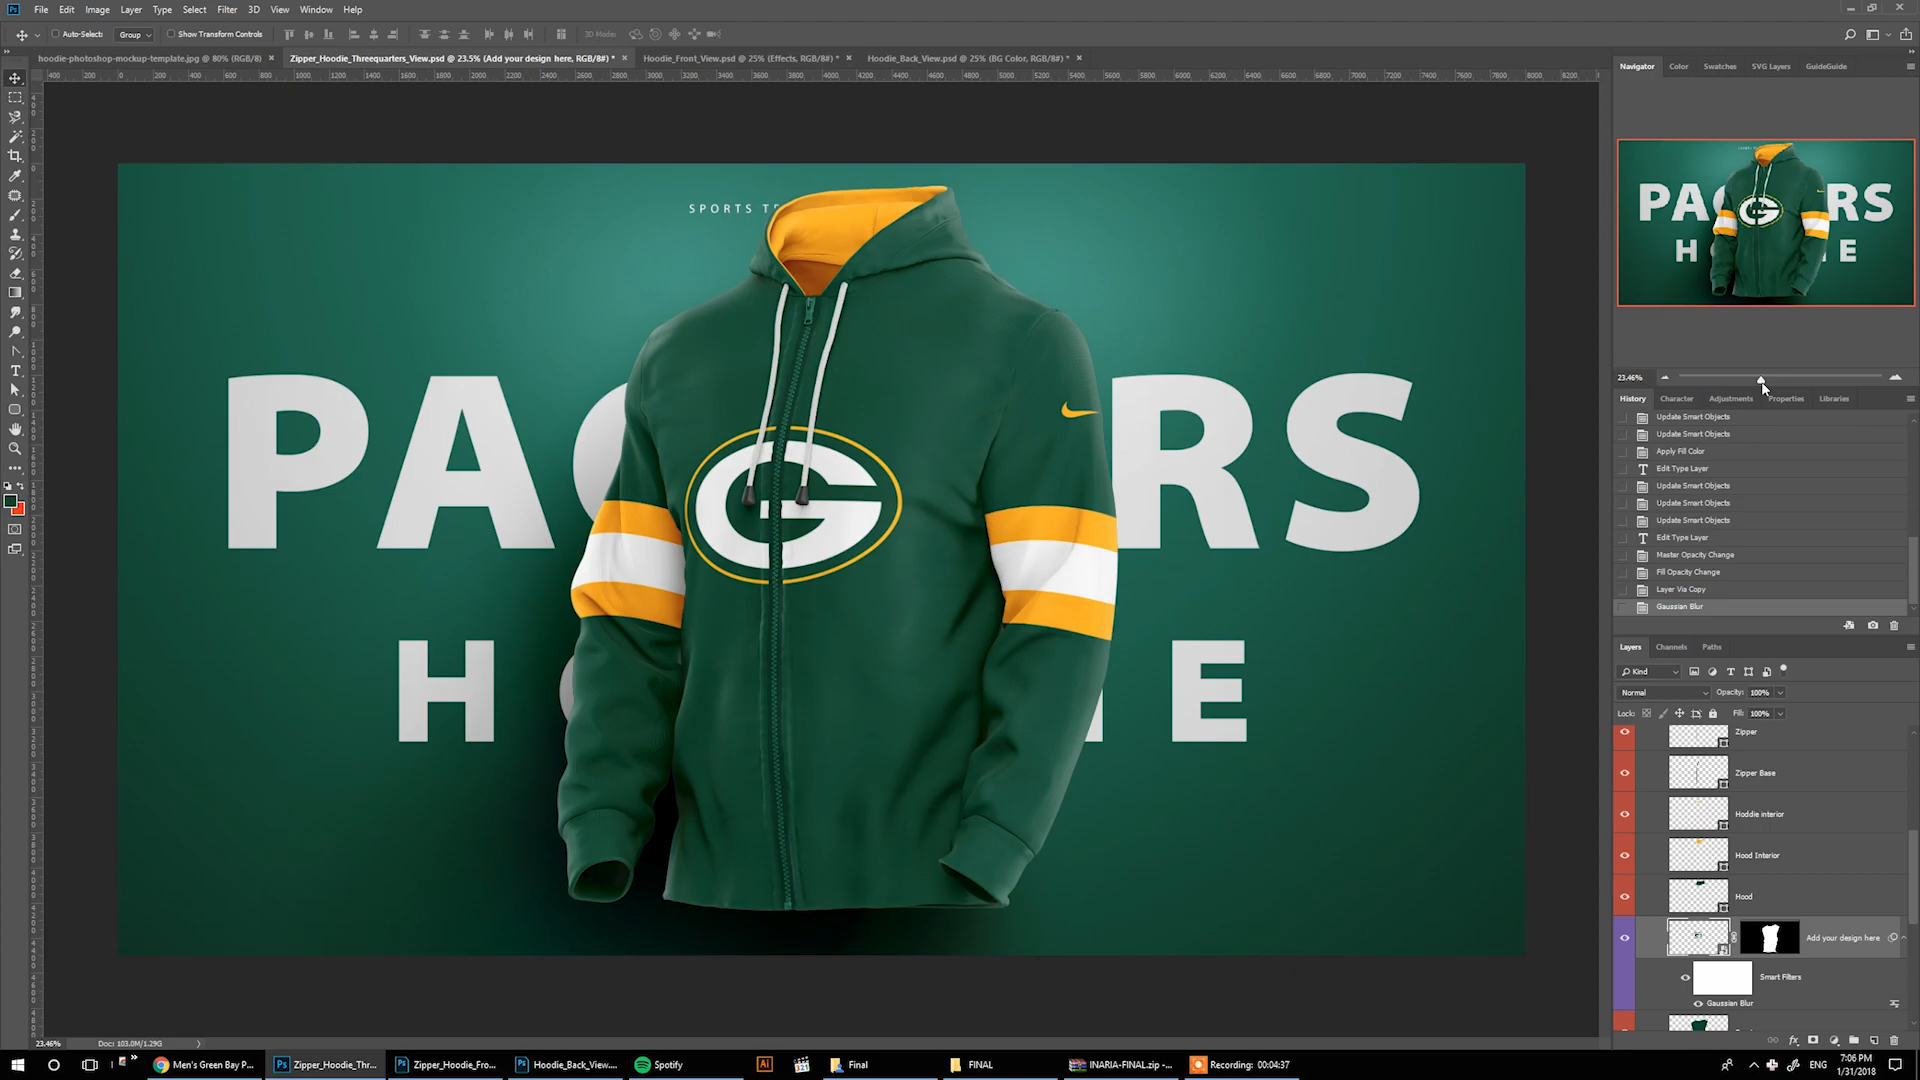 Ps File Edit Image Layer Type Select Filter 3D View Window Help
Auto-Select: Group Show Transform Controls 3D Mode:
hoodie-photoshop-mockup-template.jpg @ 80% (RGB/8) Zipper_Hoodie_Threequarters_View.psd @ 23.5% (Add your design here, RGB/8#) * Hoodie_Front_View.psd @ 25% (Effects, RGB/8#) * Hoodie_Back_View.psd @ 25% (BG Color, RGB/8#) *
Navigator Color Swatches SVG Layers GuideGuide
SPORTS TE
PAC RS
H E
G
PAC RS
H E
G
23.46%
History Character Adjustments Properties Libraries
Update Smart Objects
Update Smart Objects
Apply Fill Color
Edit Type Layer
Update Smart Objects
Update Smart Objects
Update Smart Objects
Edit Type Layer
Master Opacity Change
Fill Opacity Change
Layer Via Copy
Gaussian Blur
Layers Channels Paths
Kind
Normal Opacity: 100%
Lock: Fill: 100%
Zipper
Zipper Base
Hoddie interior
Hood Interior
Hood
Add your design here
Smart Filters
Gaussian Blur
23.46% Doc: 103.0M/1.29G
Men's Green Bay P... Zipper_Hoodie_Thr... Zipper_Hoodie_Fro... Hoodie_Back_View.... Spotify Ai 321 Final FINAL INARIA-FINAL.zip -... Recording: 00:04:37 ENG 7:06 PM
1/31/2018